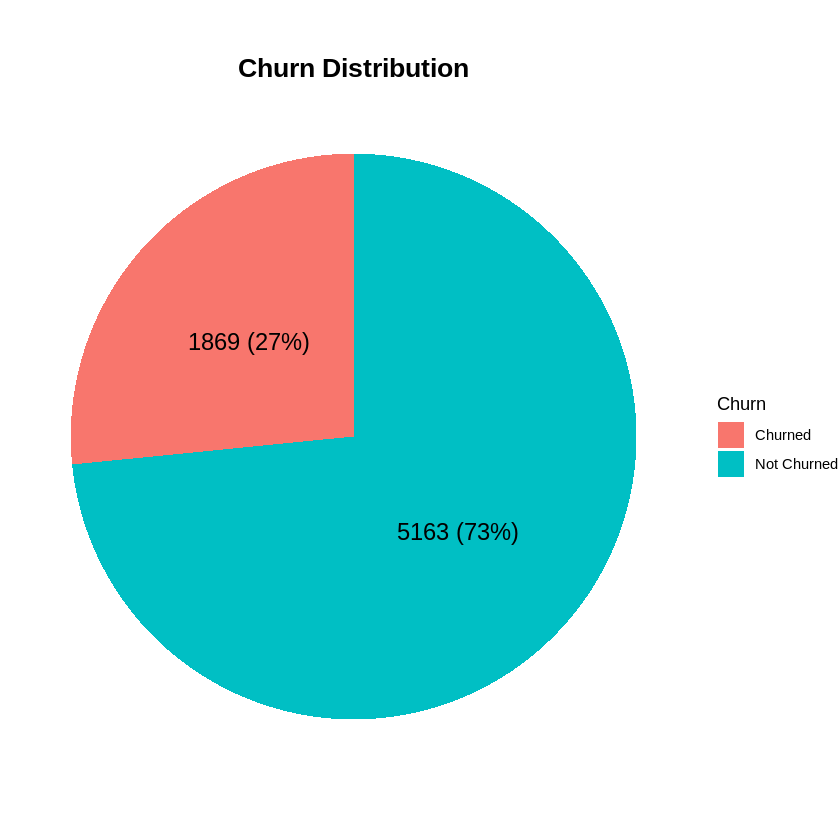 Churn Distribution
1869 (27%)
5163 (73%)
Churn
Churned
Not Churned